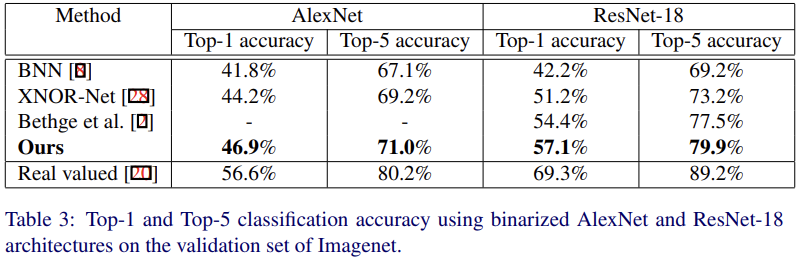 Method AlexNet ResNet-18
Top-1 accuracy Top-5 accuracy Top-1 accuracy Top-5 accuracy
BNN [8] 41.8% 67.1% 42.2% 69.2%
XNOR-Net [28] 44.2% 69.2% 51.2% 73.2%
Bethge et al. [2] - - 54.4% 77.5%
Ours 46.9% 71.0% 57.1% 79.9%
Real valued [20] 56.6% 80.2% 69.3% 89.2%
Table 3: Top-1 and Top-5 classification accuracy using binarized AlexNet and ResNet-18
architectures on the validation set of Imagenet.